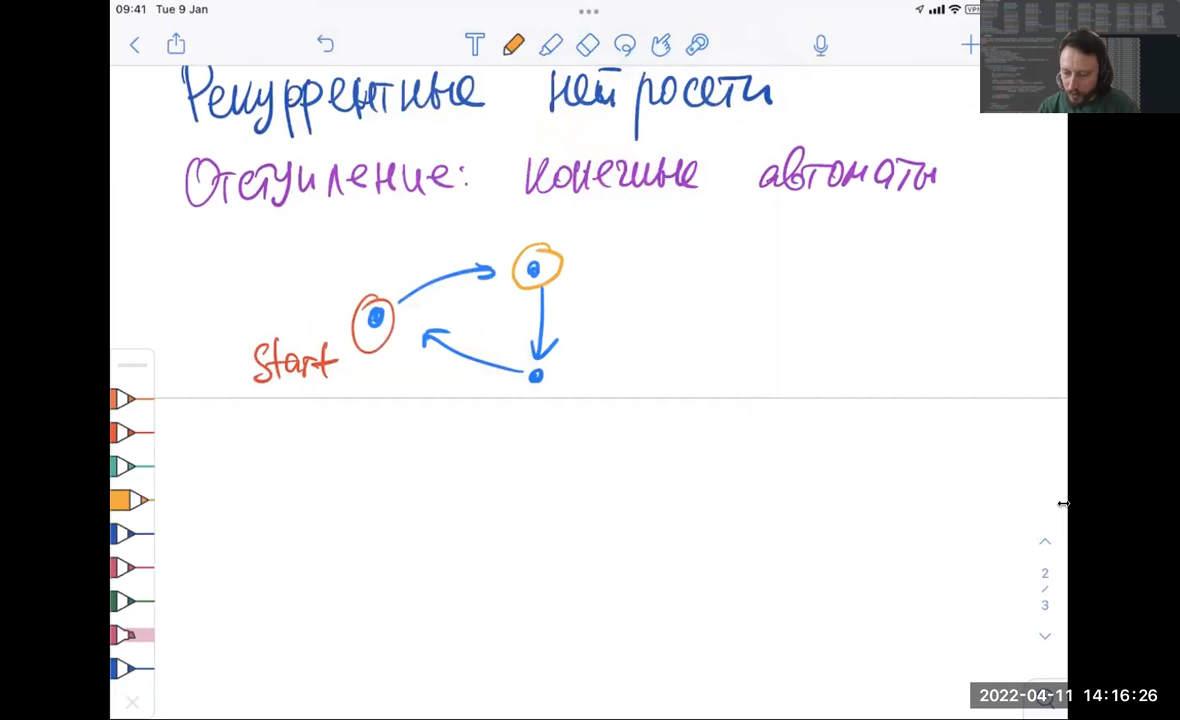 09:41 Tue 9 Jan
VPN
T
Рекуррентные нейросети
Отступление: конечные автоматы
Start
2
/
3
2022-04-11 14:16:26